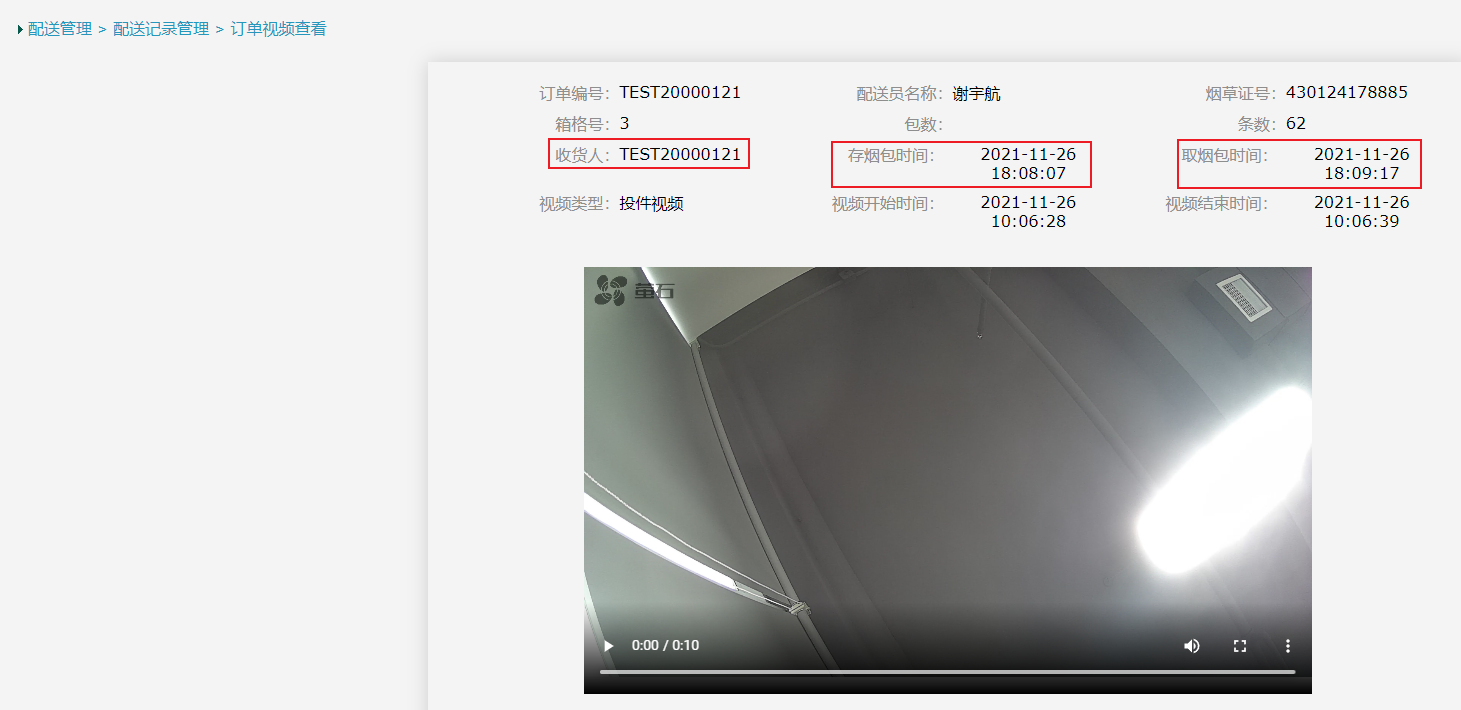 配送管理 > 配送记录管理 > 订单视频查看
订单编号: TEST20000121 配送员名称: 谢宇航 烟草证号: 430124178885
箱格号: 3 包数: 条数: 62
收货人: TEST20000121 存烟包时间: 2021-11-26 18:08:07 取烟包时间: 2021-11-26 18:09:17
视频类型: 投件视频 视频开始时间: 2021-11-26 10:06:28 视频结束时间: 2021-11-26 10:06:39
萤石
0:00 / 0:10